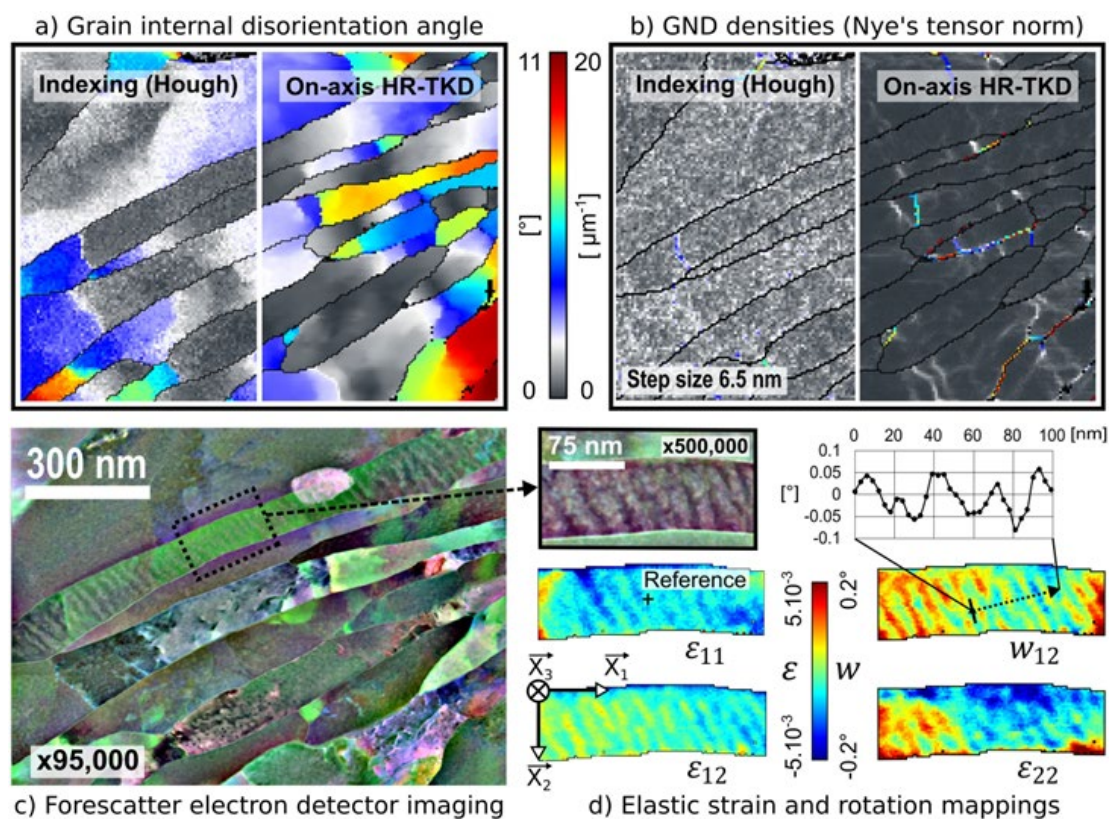 a) Grain internal disorientation angle
b) GND densities (Nye's tensor norm)
Indexing (Hough)
On-axis HR-TKD
11
20
[°]
[ µm⁻¹]
0
0
Indexing (Hough)
On-axis HR-TKD
Step size 6.5 nm
300 nm
x95,000
75 nm
x500,000
0 20 40 60 80 100 [nm]
0.1
0.05
[°]
0
-0.05
-0.1
Reference
+
ε11
5.10⁻³
0.2°
ε
w
-5.10⁻³
-0.2°
w12
X3
X1
X2
ε12
ε22
c) Forescatter electron detector imaging
d) Elastic strain and rotation mappings